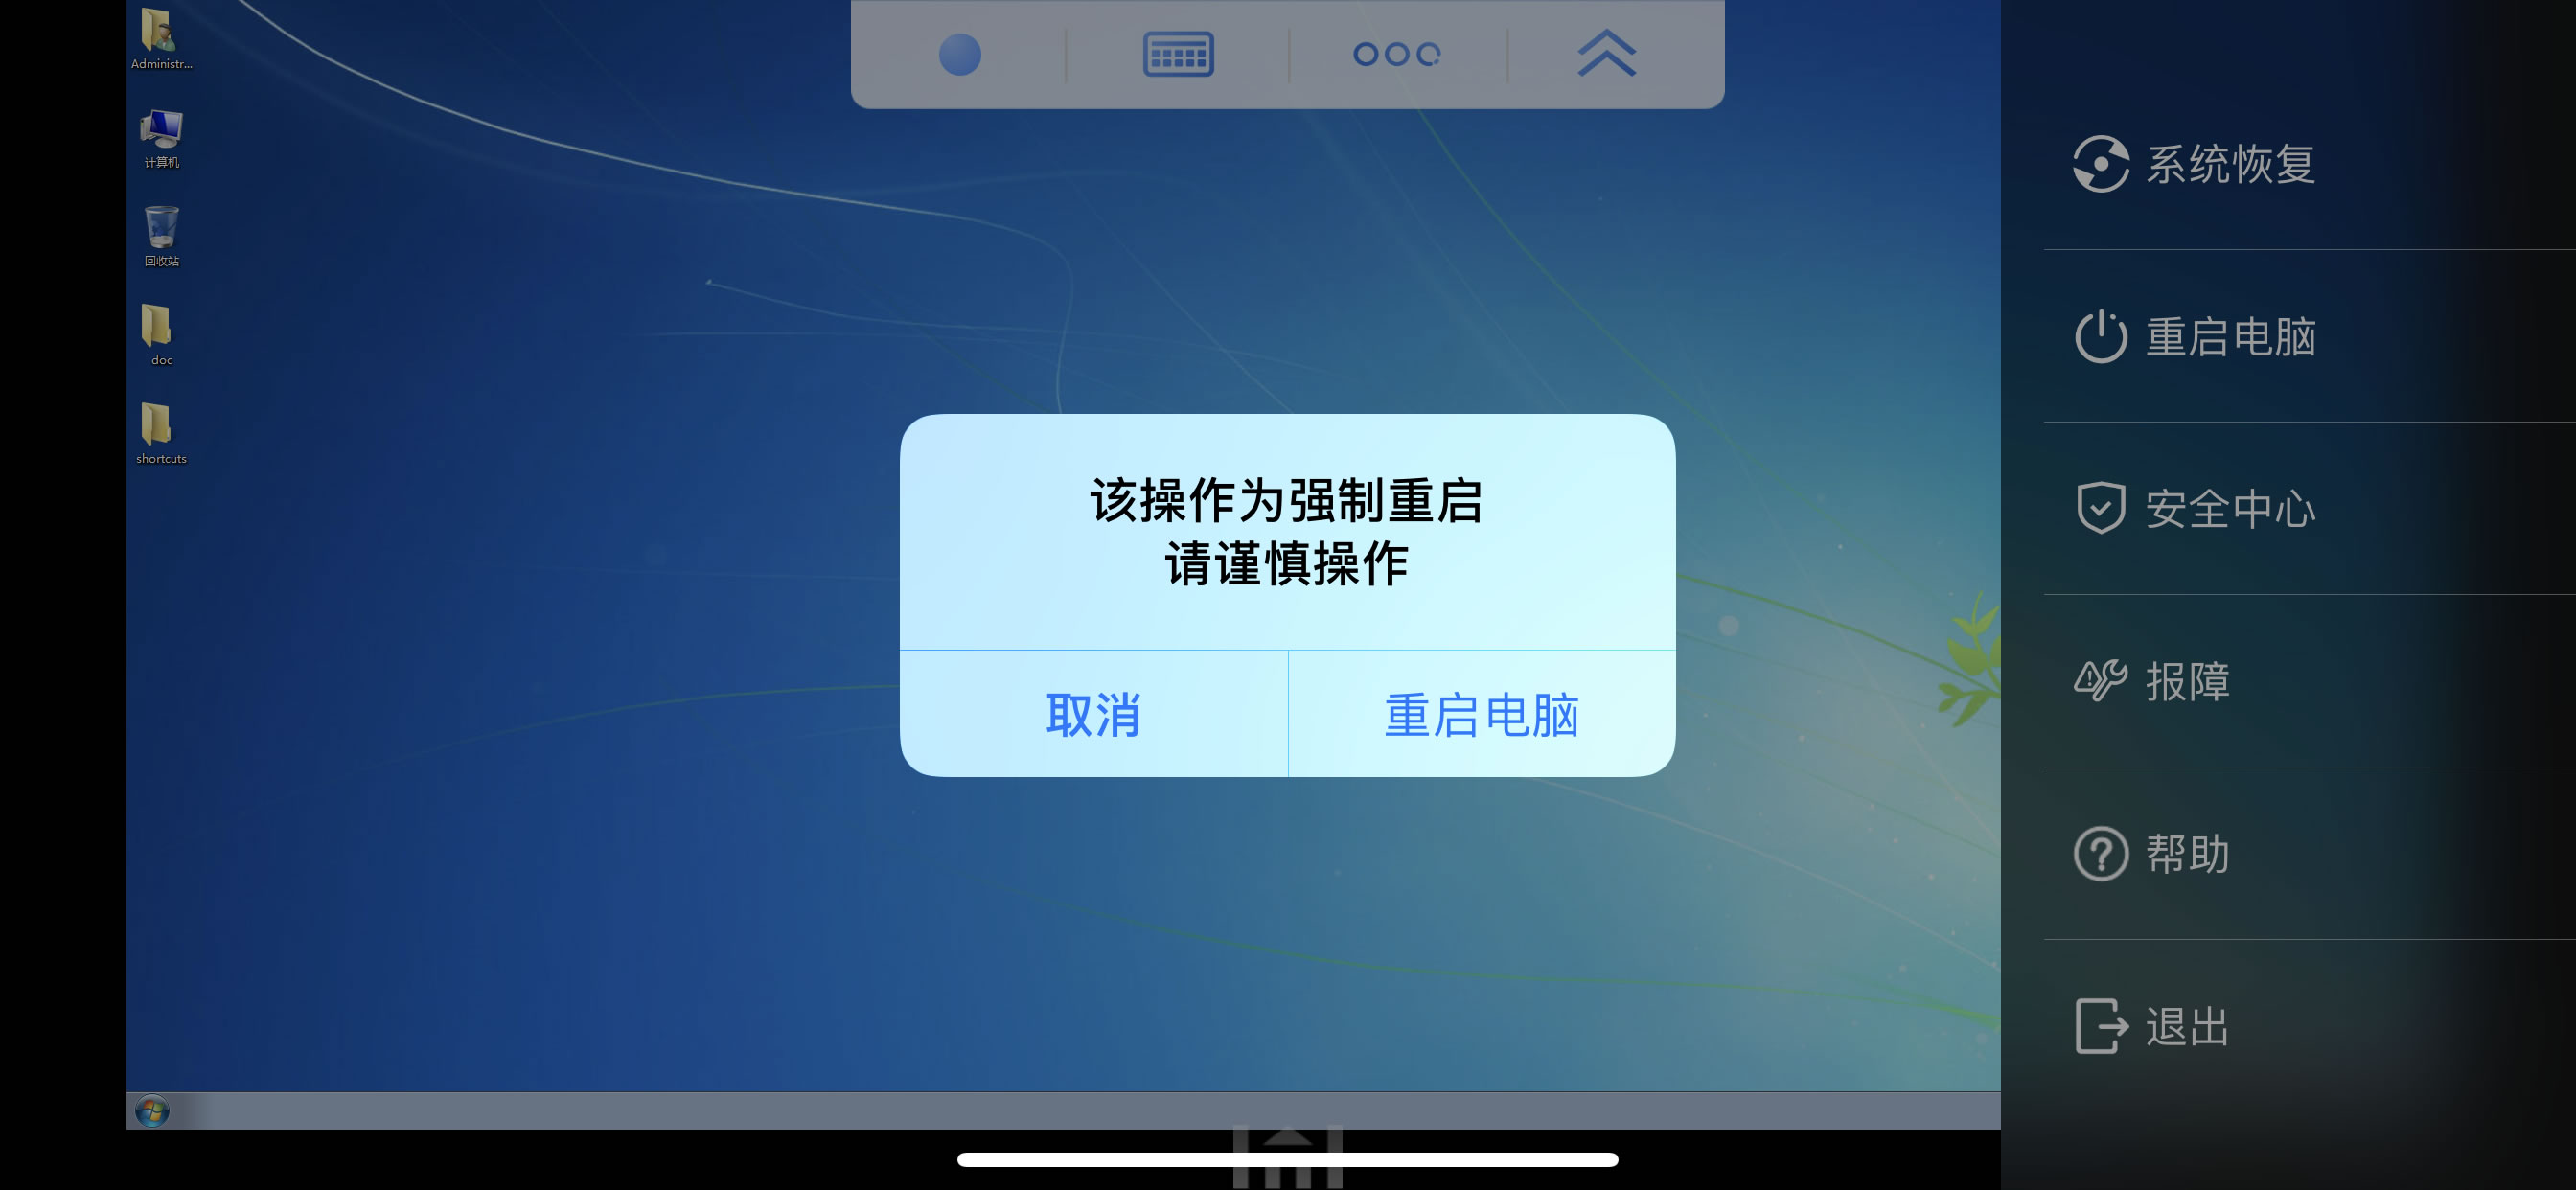 Administr...
计算机
回收站
doc
shortcuts
该操作为强制重启
请谨慎操作
取消
重启电脑
系统恢复
重启电脑
安全中心
报障
帮助
退出